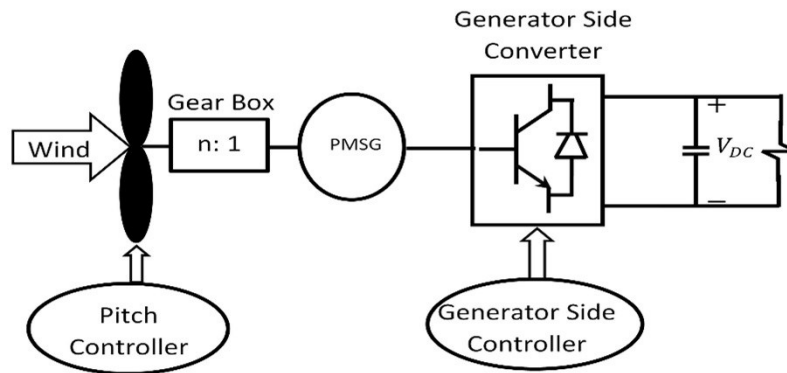 Generator Side
Converter
Gear Box
Wind
n: 1
PMSG
+
V_DC
−
Pitch
Controller
Generator Side
Controller